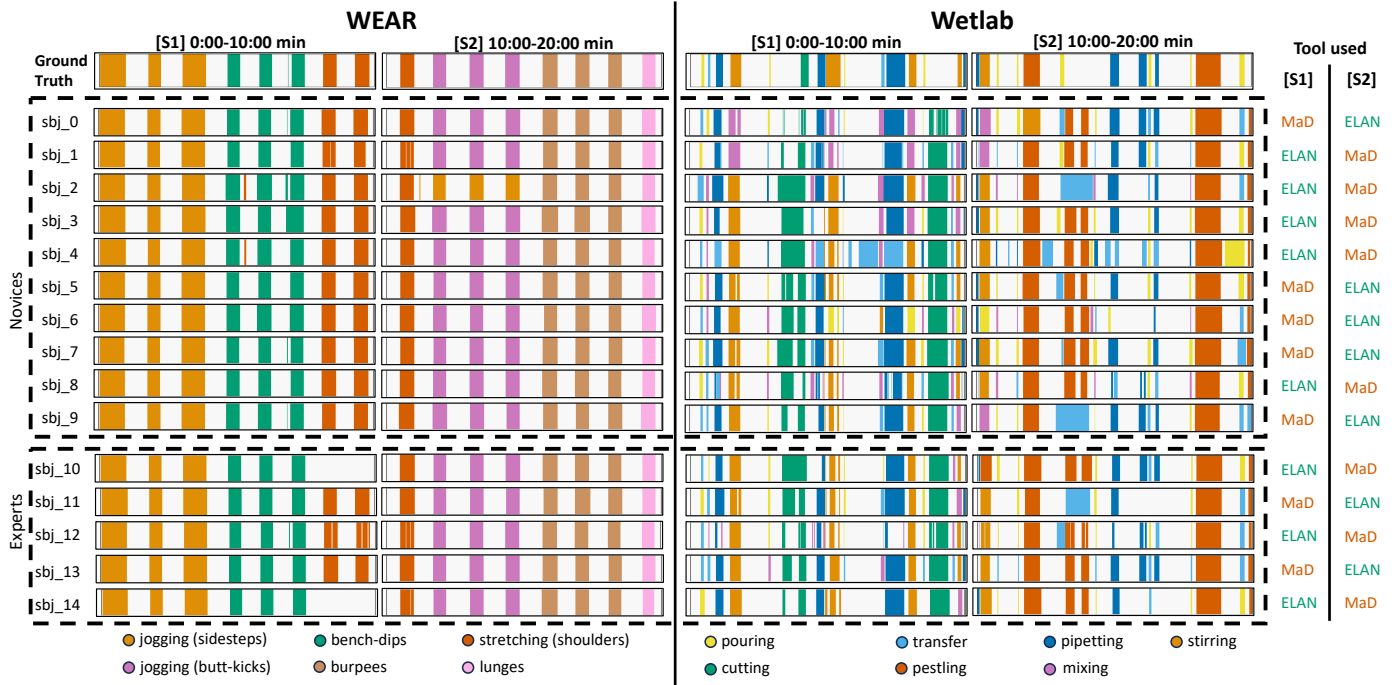 WEAR Wetlab
[S1] 0:00-10:00 min [S2] 10:00-20:00 min [S1] 0:00-10:00 min [S2] 10:00-20:00 min Tool used
Ground
Truth
[S1] [S2]
Novices
sbj_0 MaD ELAN
sbj_1 ELAN MaD
sbj_2 ELAN MaD
sbj_3 ELAN MaD
sbj_4 ELAN MaD
sbj_5 MaD ELAN
sbj_6 MaD ELAN
sbj_7 MaD ELAN
sbj_8 ELAN MaD
sbj_9 MaD ELAN
Experts
sbj_10 ELAN MaD
sbj_11 MaD ELAN
sbj_12 ELAN MaD
sbj_13 MaD ELAN
sbj_14 ELAN MaD
jogging (sidesteps) bench-dips stretching (shoulders) pouring transfer pipetting stirring
jogging (butt-kicks) burpees lunges cutting pestling mixing